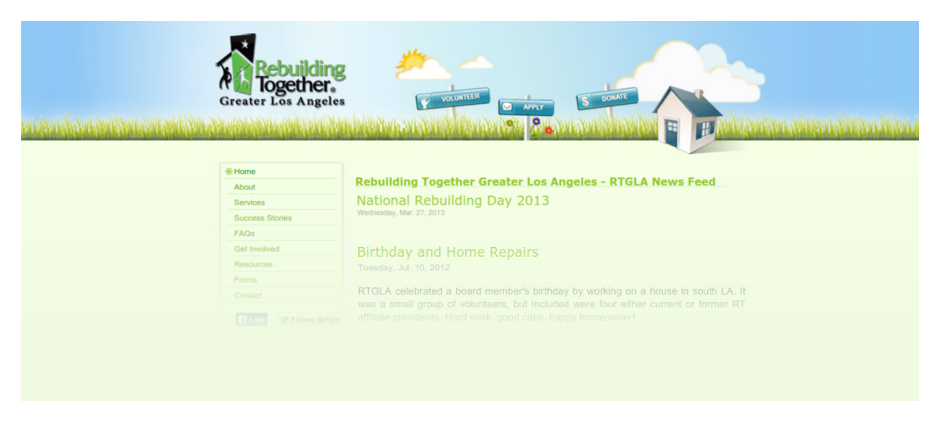 Rebuilding
Together®
Greater Los Angeles
VOLUNTEER
APPLY
$ DONATE
Home
About
Services
Success Stories
FAQs
Get Involved
Resources
Forms
Contact
Like
Follow
Rebuilding Together Greater Los Angeles - RTGLA News Feed
National Rebuilding Day 2013
Wednesday, Mar. 27, 2013
Birthday and Home Repairs
Tuesday, Jul. 10, 2012
RTGLA celebrated a board member's birthday by working on a house in south LA. It
was a small group of volunteers, but included were four either current or former RT
affiliate presidents. Hard work, good cake, happy homeowner!